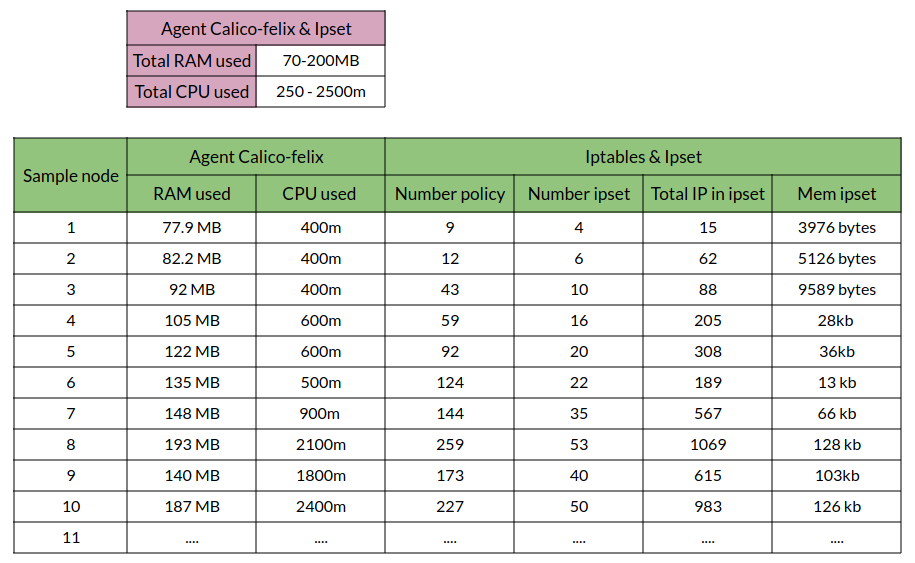 Agent Calico-felix & Ipset
Total RAM used 70-200MB
Total CPU used 250 - 2500m
Sample node Agent Calico-felix Iptables & Ipset
RAM used CPU used Number policy Number ipset Total IP in ipset Mem ipset
1 77.9 MB 400m 9 4 15 3976 bytes
2 82.2 MB 400m 12 6 62 5126 bytes
3 92 MB 400m 43 10 88 9589 bytes
4 105 MB 600m 59 16 205 28kb
5 122 MB 600m 92 20 308 36kb
6 135 MB 500m 124 22 189 13 kb
7 148 MB 900m 144 35 567 66 kb
8 193 MB 2100m 259 53 1069 128 kb
9 140 MB 1800m 173 40 615 103kb
10 187 MB 2400m 227 50 983 126 kb
11 .... .... .... .... .... ....